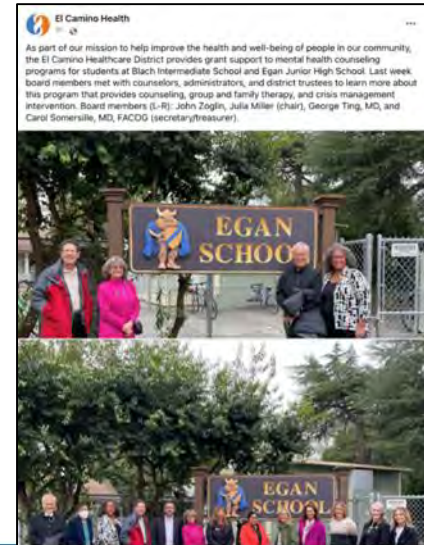 El Camino Health
As part of our mission to help improve the health and well-being of people in our community,
the El Camino Healthcare District provides grant support to mental health counseling
programs for students at Blach Intermediate School and Egan Junior High School. Last week
board members met with counselors, administrators, and district trustees to learn more about
this program that provides counseling, group and family therapy, and crisis management
intervention. Board members (L-R): John Zoglin, Julia Miller (chair), George Ting, MD, and
Carol Somersille, MD, FACOG (secretary/treasurer).
EGAN
SCHOOL
EGAN
SCHOOL